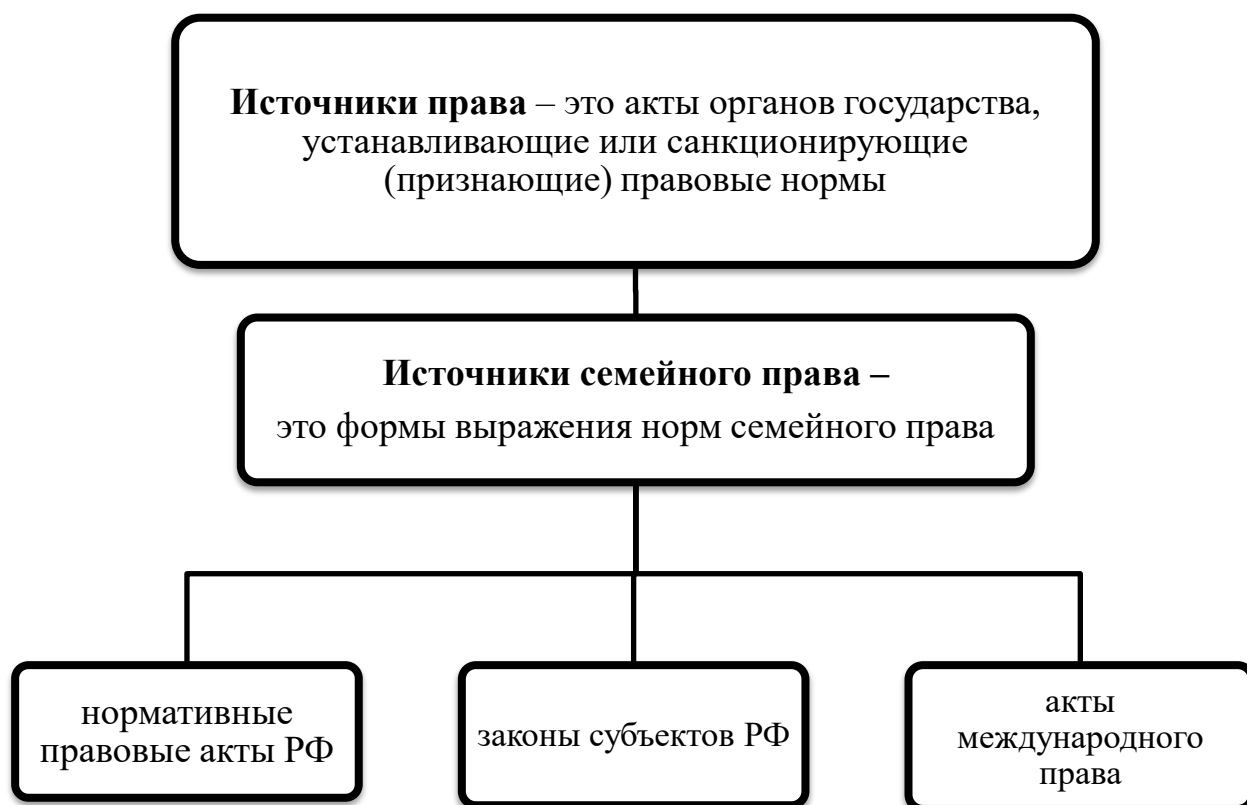 Источники права – это акты органов государства,
устанавливающие или санкционирующие
(признающие) правовые нормы
Источники семейного права –
это формы выражения норм семейного права
нормативные
правовые акты РФ
законы субъектов РФ
акты
международного
права